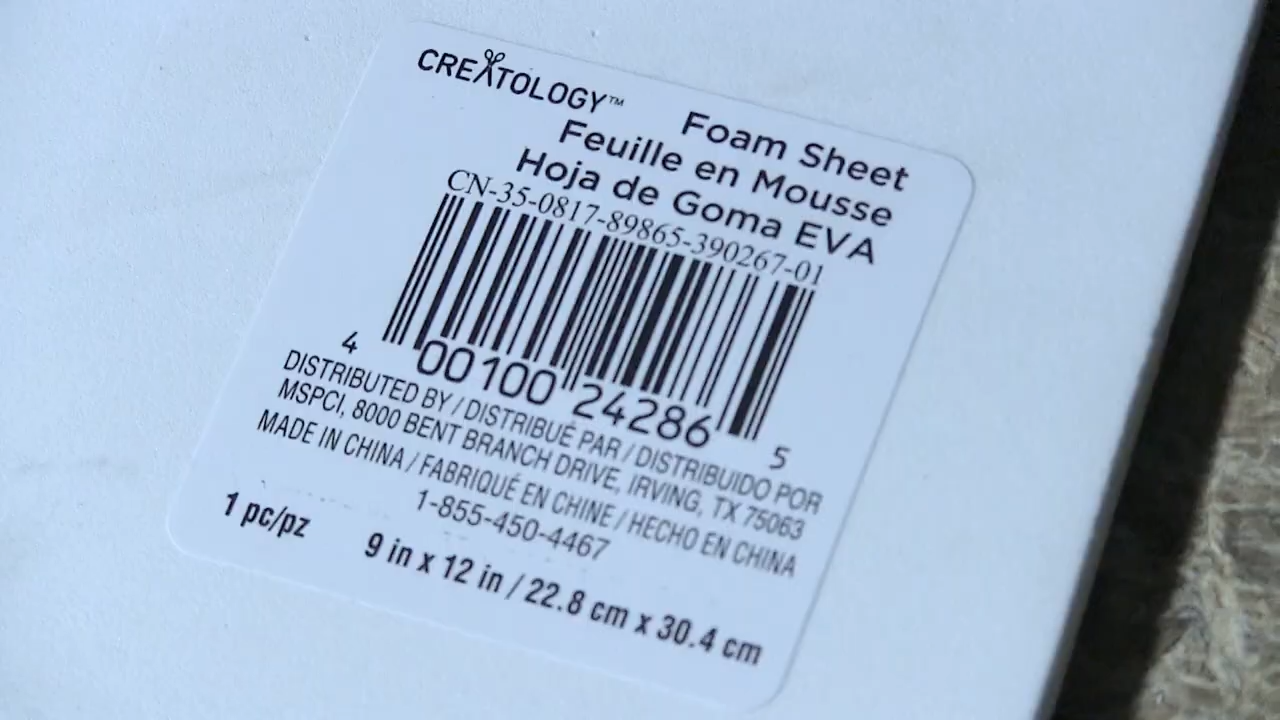 CREATOLOGY™
Foam Sheet
Feuille en Mousse
Hoja de Goma EVA
CN-35-0817-89865-390267-01
4 00100 24286 5
DISTRIBUTED BY / DISTRIBUÉ PAR / DISTRIBUIDO POR
MSPCI, 8000 BENT BRANCH DRIVE, IRVING, TX 75063
MADE IN CHINA / FABRIQUÉ EN CHINE / HECHO EN CHINA
1-855-450-4467
1 pc/pz
9 in x 12 in / 22.8 cm x 30.4 cm